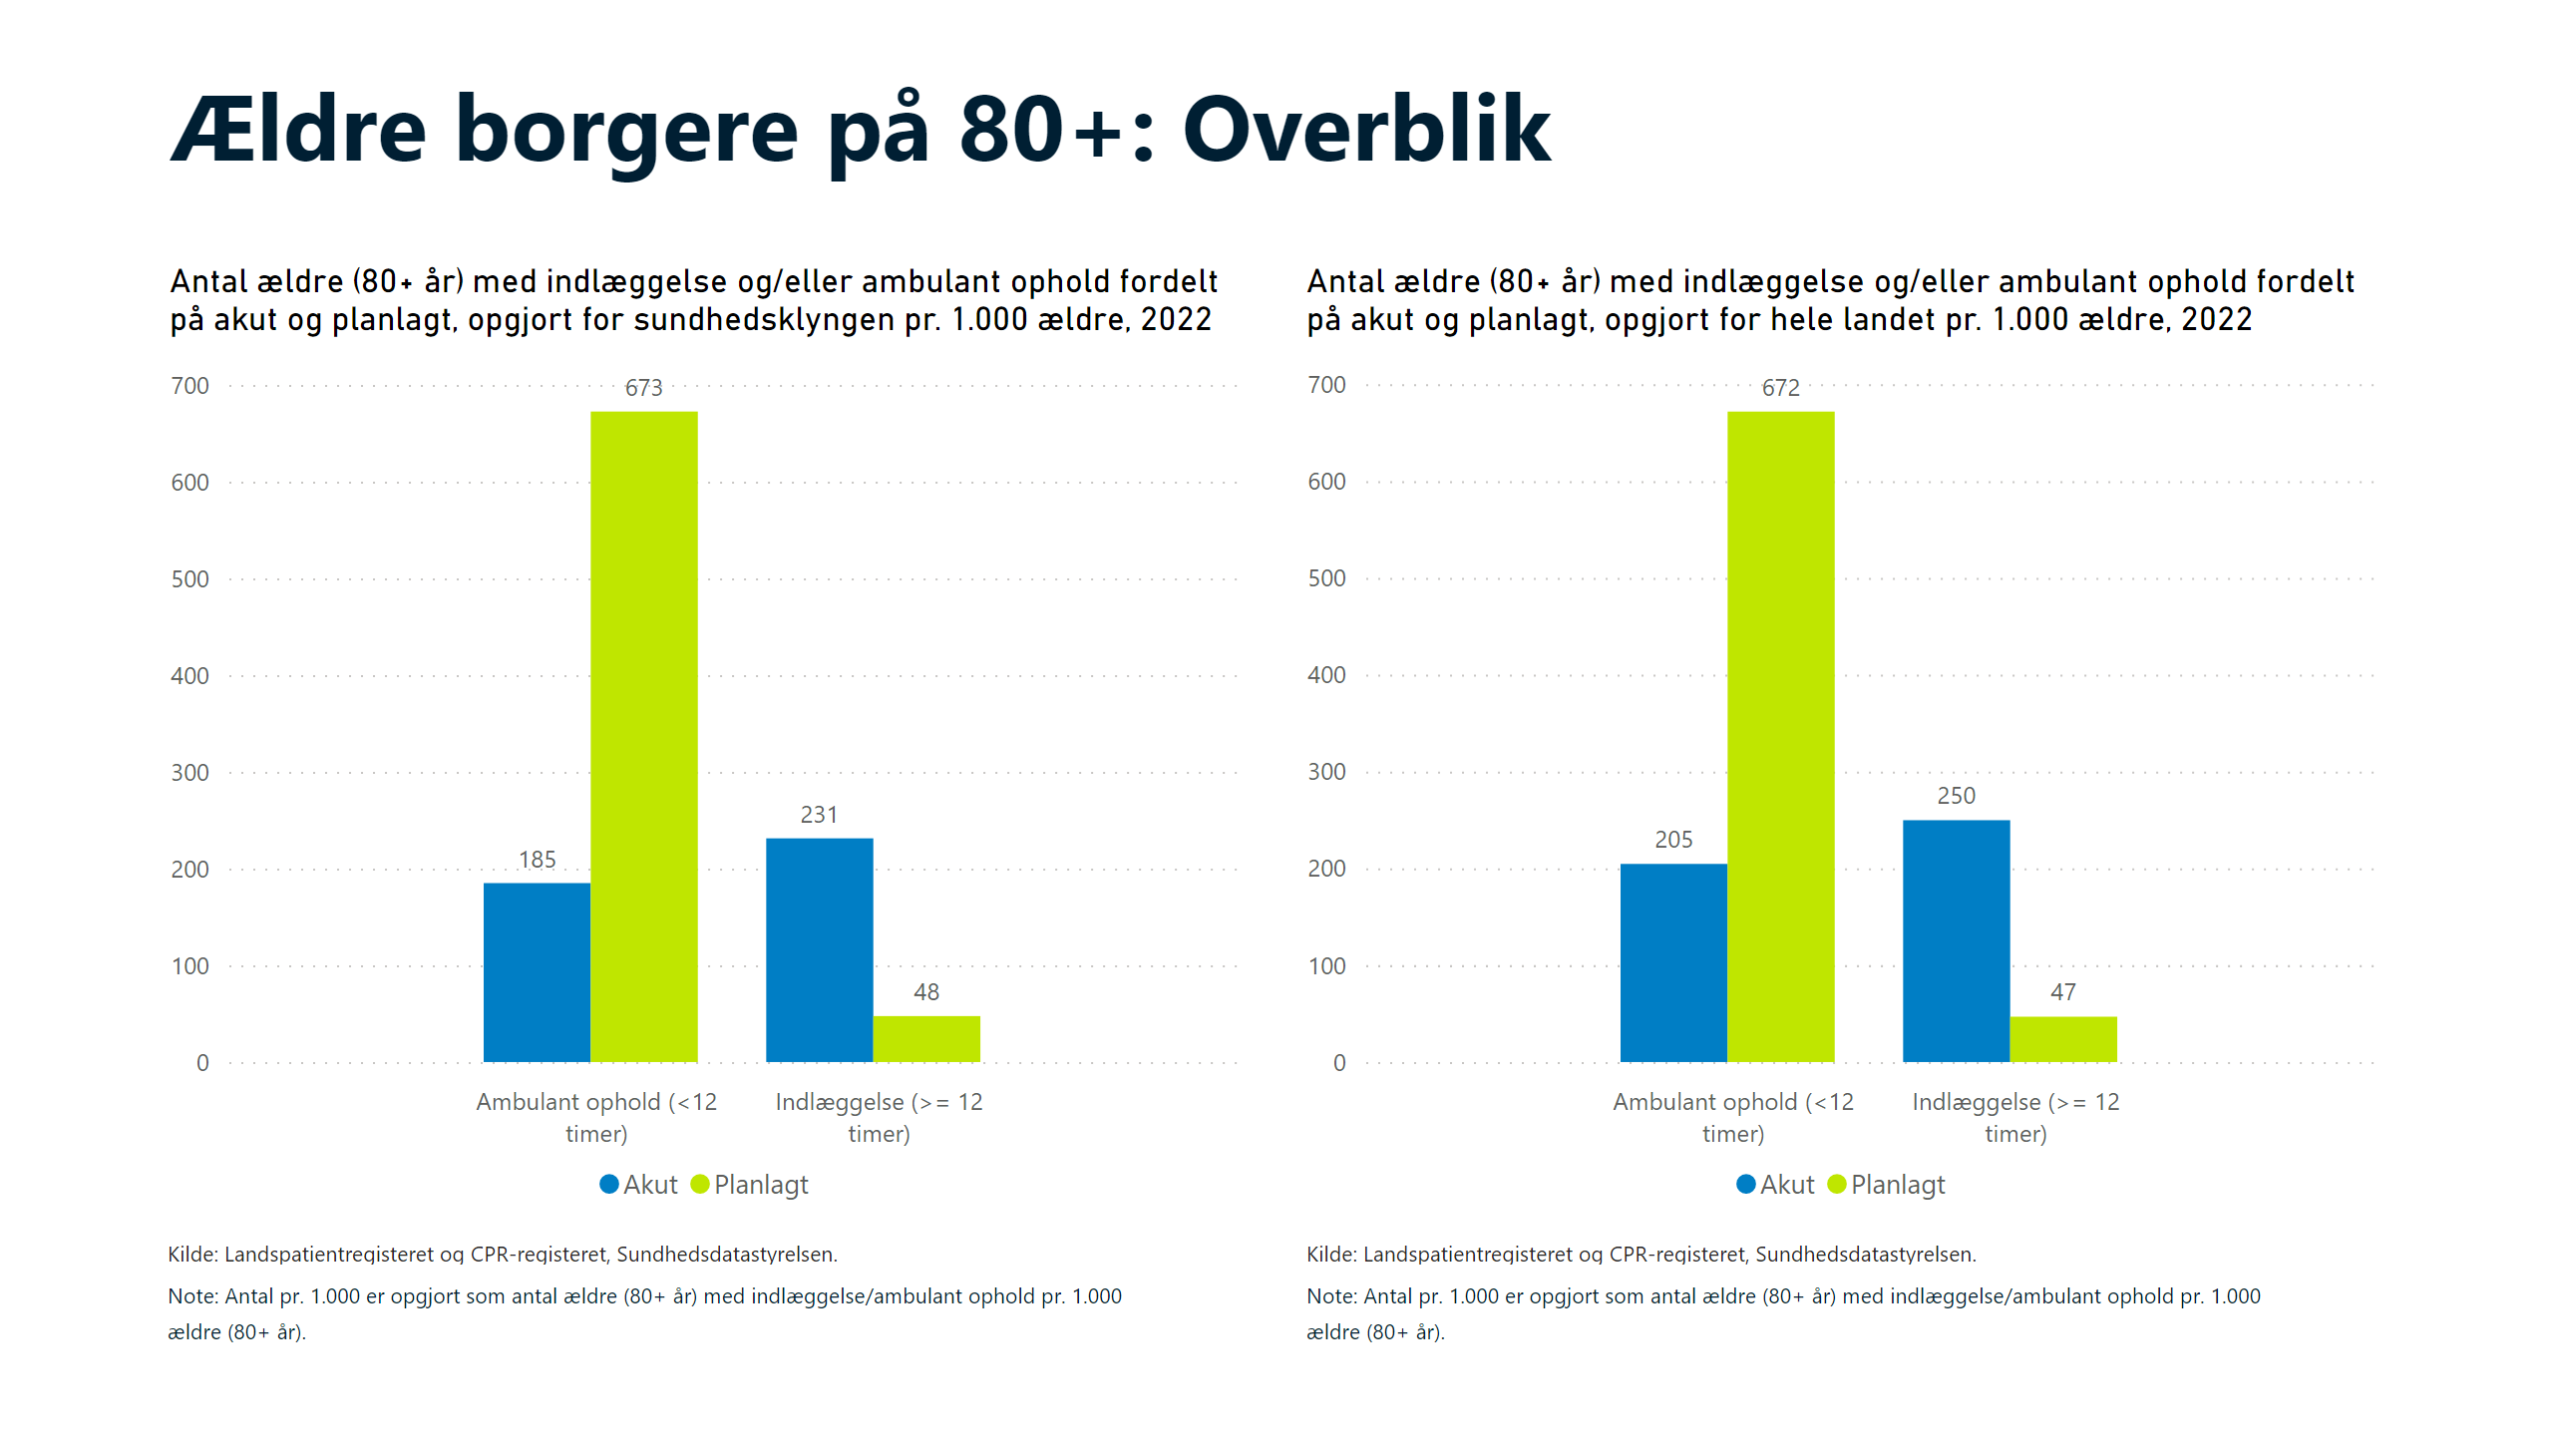 Ældre borgere på 80+: Overblik
Antal ældre (80+ år) med indlæggelse og/eller ambulant ophold fordelt
på akut og planlagt, opgjort for sundhedsklyngen pr. 1.000 ældre, 2022
700
600
500
400
300
200
100
0
673
185
231
48
Ambulant ophold (<12
timer)
Indlæggelse (>= 12
timer)
Akut Planlagt
Kilde: Landspatientregisteret og CPR-registeret, Sundhedsdatastyrelsen.
Note: Antal pr. 1.000 er opgjort som antal ældre (80+ år) med indlæggelse/ambulant ophold pr. 1.000
ældre (80+ år).
Antal ældre (80+ år) med indlæggelse og/eller ambulant ophold fordelt
på akut og planlagt, opgjort for hele landet pr. 1.000 ældre, 2022
700
600
500
400
300
200
100
0
672
205
250
47
Ambulant ophold (<12
timer)
Indlæggelse (>= 12
timer)
Akut Planlagt
Kilde: Landspatientregisteret og CPR-registeret, Sundhedsdatastyrelsen.
Note: Antal pr. 1.000 er opgjort som antal ældre (80+ år) med indlæggelse/ambulant ophold pr. 1.000
ældre (80+ år).